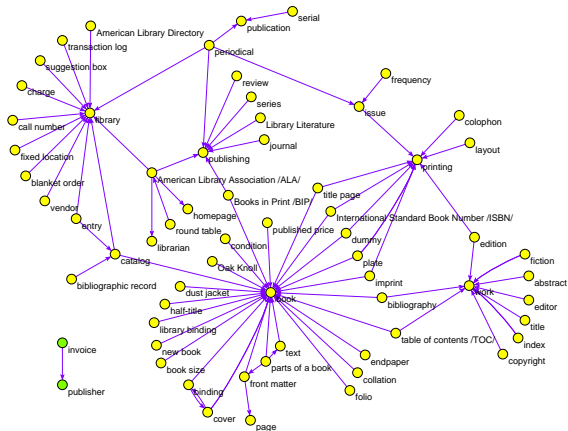 serial
publication
American Library Directory
transaction log
periodical
suggestion box
review
frequency
charge
series
library
issue
colophon
call number
Library Literature
journal
layout
fixed location
publishing
printing
blanket order
American Library Association /ALA/
Books in Print /BIP/
title page
vendor
homepage
International Standard Book Number /ISBN/
entry
round table
published price
librarian
condition
dummy
edition
catalog
Oak Knoll
plate
fiction
bibliographic record
imprint
abstract
dust jacket
book
bibliography
work
half-title
editor
library binding
title
new book
text
table of contents /TOC/
index
book size
parts of a book
endpaper
copyright
invoice
binding
front matter
collation
folio
publisher
cover
page